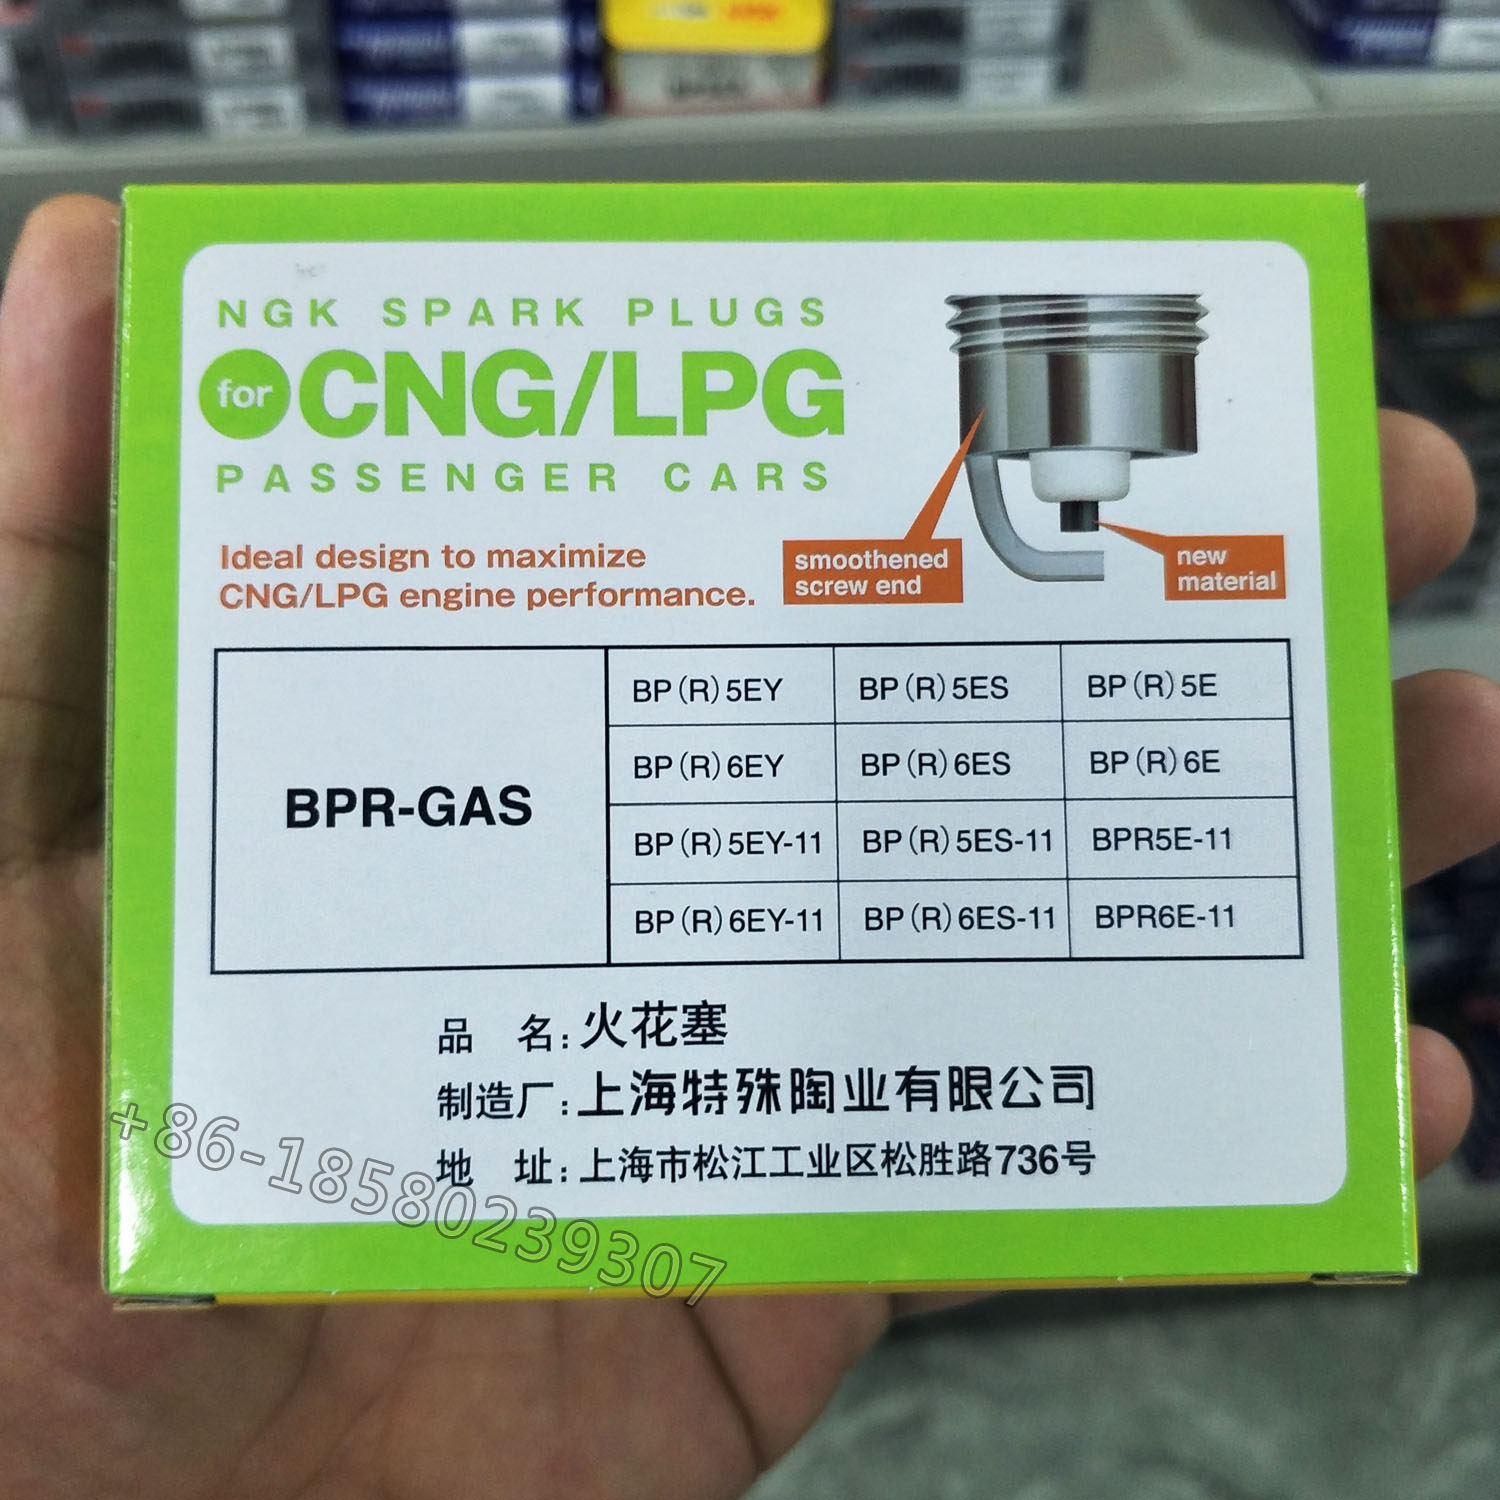 NGK SPARK PLUGS
for CNG/LPG
PASSENGER CARS
Ideal design to maximize
CNG/LPG engine performance.
smoothened
screw end
new
material
BPR-GAS
BP(R)5EY BP(R)5ES BP(R)5E
BP(R)6EY BP(R)6ES BP(R)6E
BP(R)5EY-11 BP(R)5ES-11 BPR5E-11
BP(R)6EY-11 BP(R)6ES-11 BPR6E-11
品 名:火花塞
制造厂:上海特殊陶业有限公司
地 址:上海市松江工业区松胜路736号
+86-18580239307